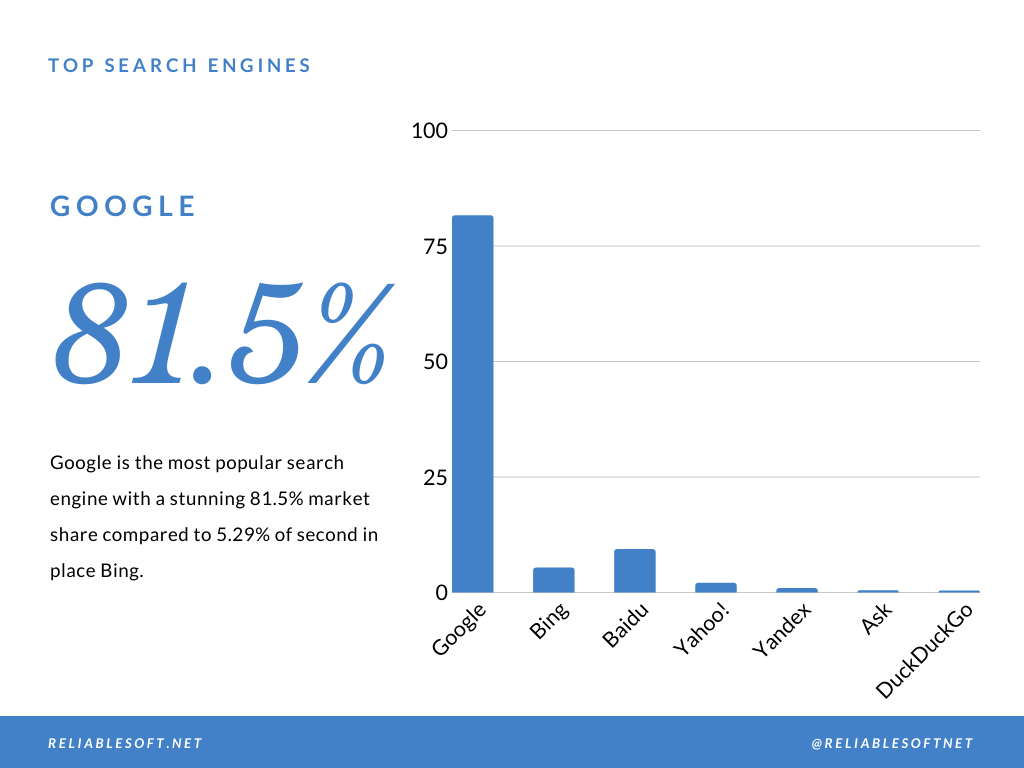 TOP SEARCH ENGINES
GOOGLE
81.5%
Google is the most popular search
engine with a stunning 81.5% market
share compared to 5.29% of second in
place Bing.
100
75
50
25
0
Google
Bing
Baidu
Yahoo!
Yandex
Ask
DuckDuckGo
RELIABLESOFT.NET
@RELIABLESOFTNET